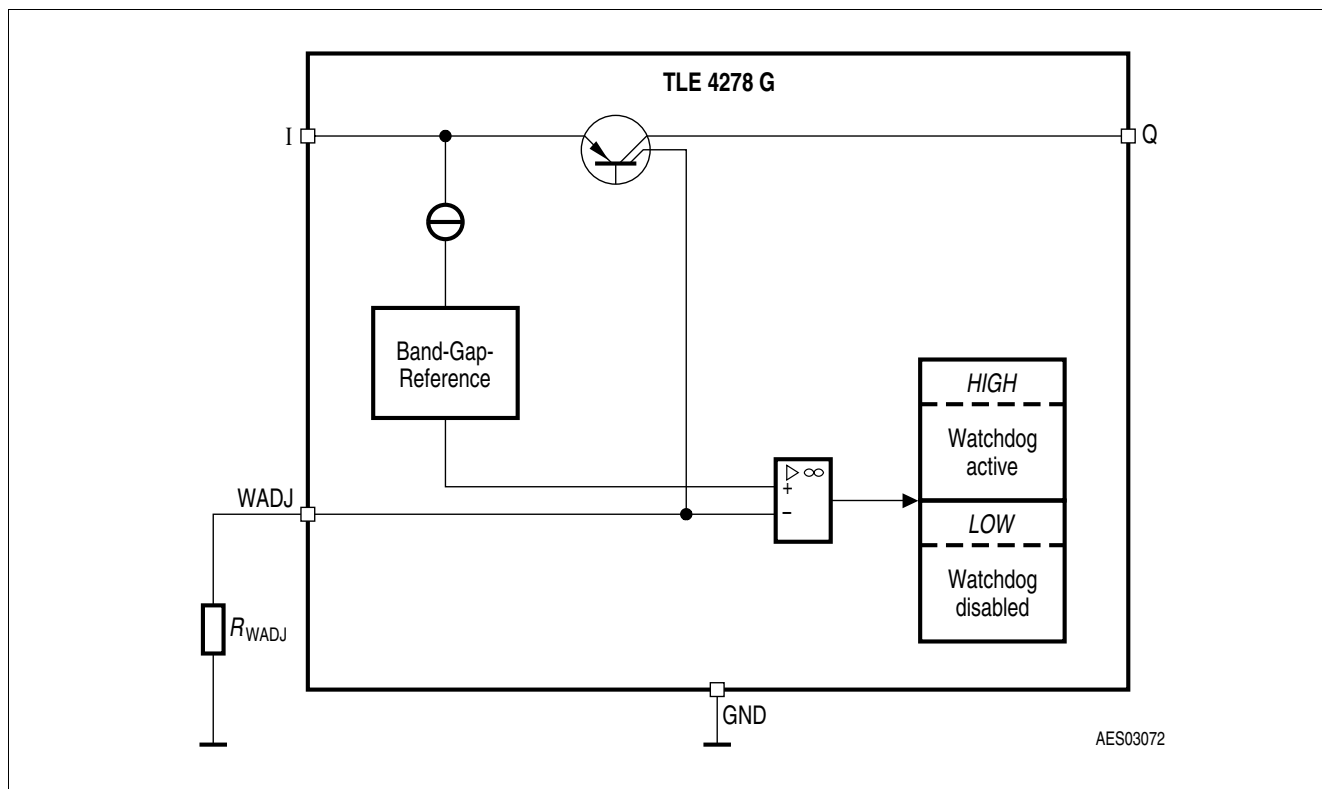 TLE 4278 G
I
Q
Band-Gap-
Reference
HIGH
Watchdog
active
∞
+
WADJ
−
LOW
Watchdog
disabled
RWADJ
GND
AES03072